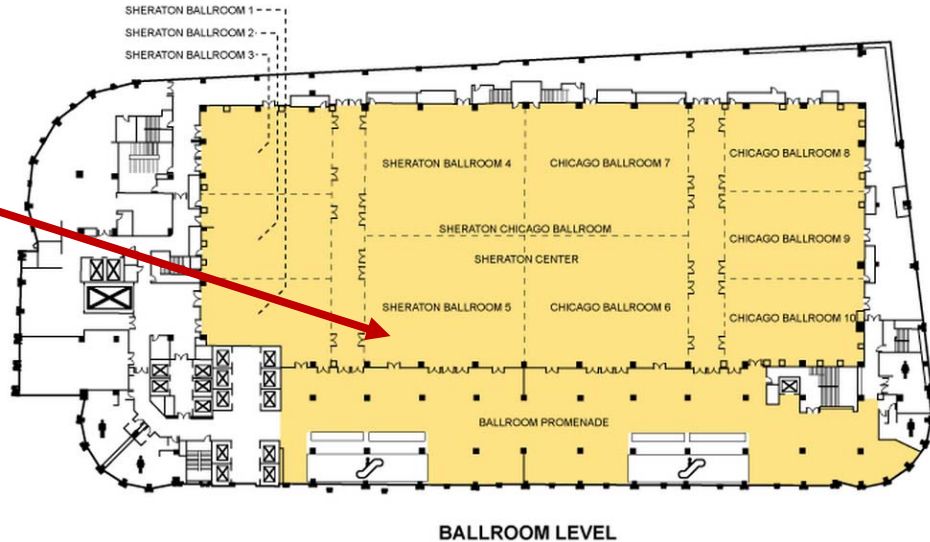 SHERATON BALLROOM 1
SHERATON BALLROOM 2
SHERATON BALLROOM 3
SHERATON BALLROOM 4
CHICAGO BALLROOM 7
CHICAGO BALLROOM 8
SHERATON CHICAGO BALLROOM
CHICAGO BALLROOM 9
SHERATON CENTER
SHERATON BALLROOM 5
CHICAGO BALLROOM 6
CHICAGO BALLROOM 10
BALLROOM PROMENADE
BALLROOM LEVEL